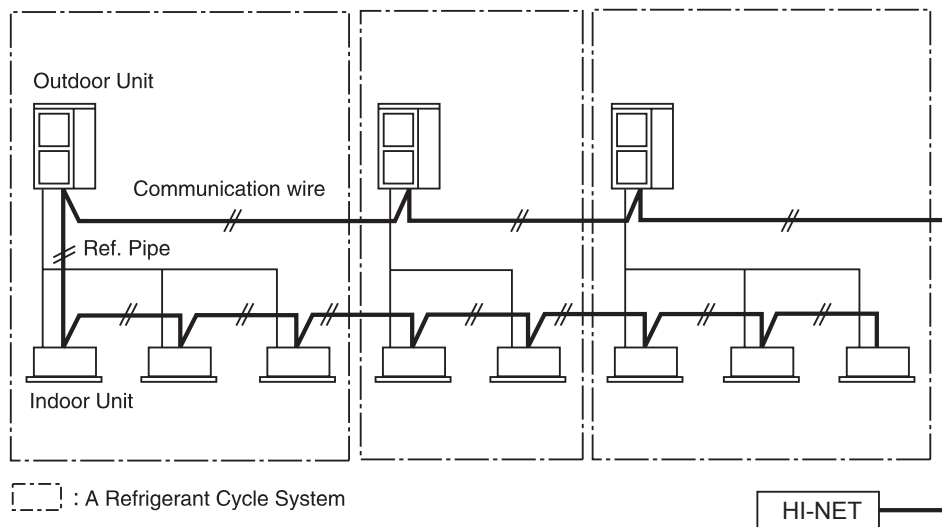 Outdoor Unit
Communication wire
Ref. Pipe
Indoor Unit
: A Refrigerant Cycle System
HI-NET